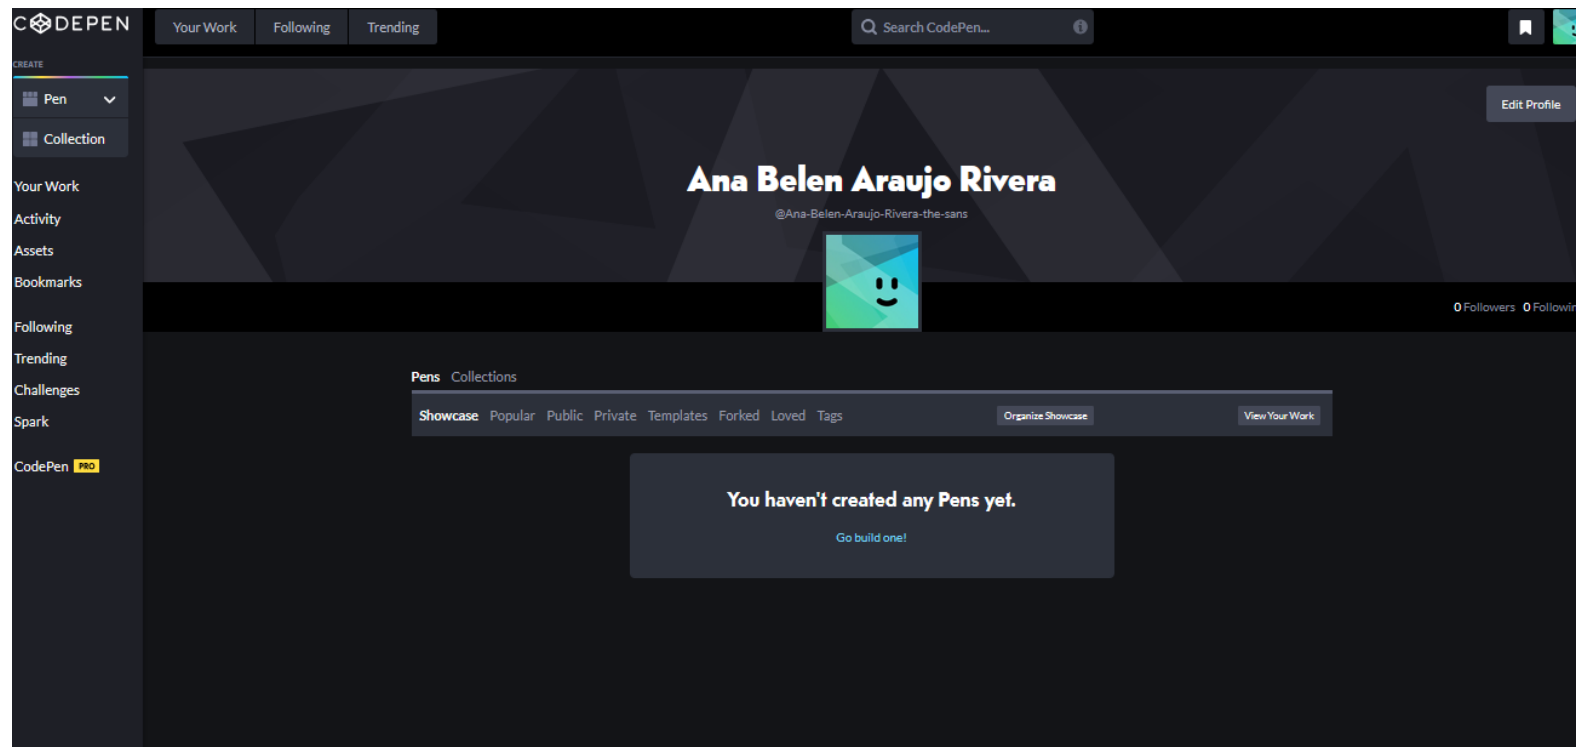 CODEPEN
Your Work Following Trending
Search CodePen...
CREATE
Pen
Collection
Your Work
Activity
Assets
Bookmarks
Following
Trending
Challenges
Spark
CodePen PRO
Edit Profile
Ana Belen Araujo Rivera
@Ana-Belen-Araujo-Rivera-the-sans
0 Followers 0 Followin
Pens Collections
Showcase Popular Public Private Templates Forked Loved Tags Organize Showcase View Your Work
You haven't created any Pens yet.
Go build one!